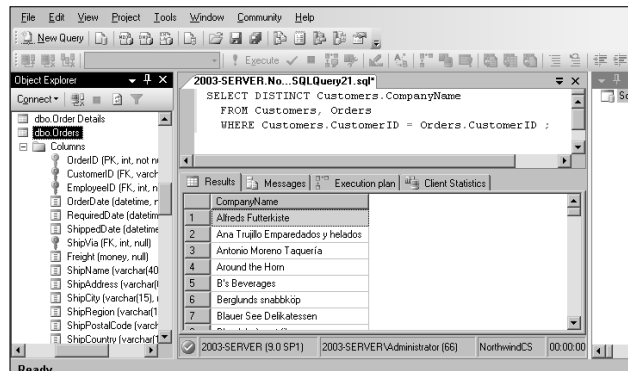 File Edit View Project Tools Window Community Help
New Query
Execute
Object Explorer
Connect
dbo.Order Details
dbo.Orders
Columns
OrderID (PK, int, not nu
CustomerID (FK, varch
EmployeeID (FK, int, n
OrderDate (datetime, r
RequiredDate (datetim
ShippedDate (datetime
ShipVia (FK, int, null)
Freight (money, null)
ShipName (varchar(40
ShipAddress (varchar(
ShipCity (varchar(15),
ShipRegion (varchar(1
ShipPostalCode (varch
ShipCountry (varchar(1
2003-SERVER.No...SQLQuery21.sql*
SELECT DISTINCT Customers.CompanyName
FROM Customers, Orders
WHERE Customers.CustomerID = Orders.CustomerID ;
Results Messages Execution plan Client Statistics
CompanyName
1 Alfreds Futterkiste
2 Ana Trujillo Emparedados y helados
3 Antonio Moreno Taquería
4 Around the Horn
5 B's Beverages
6 Berglunds snabbköp
7 Blauer See Delikatessen
2003-SERVER (9.0 SP1) 2003-SERVER\Administrator (66) NorthwindCS 00:00:00
Ready